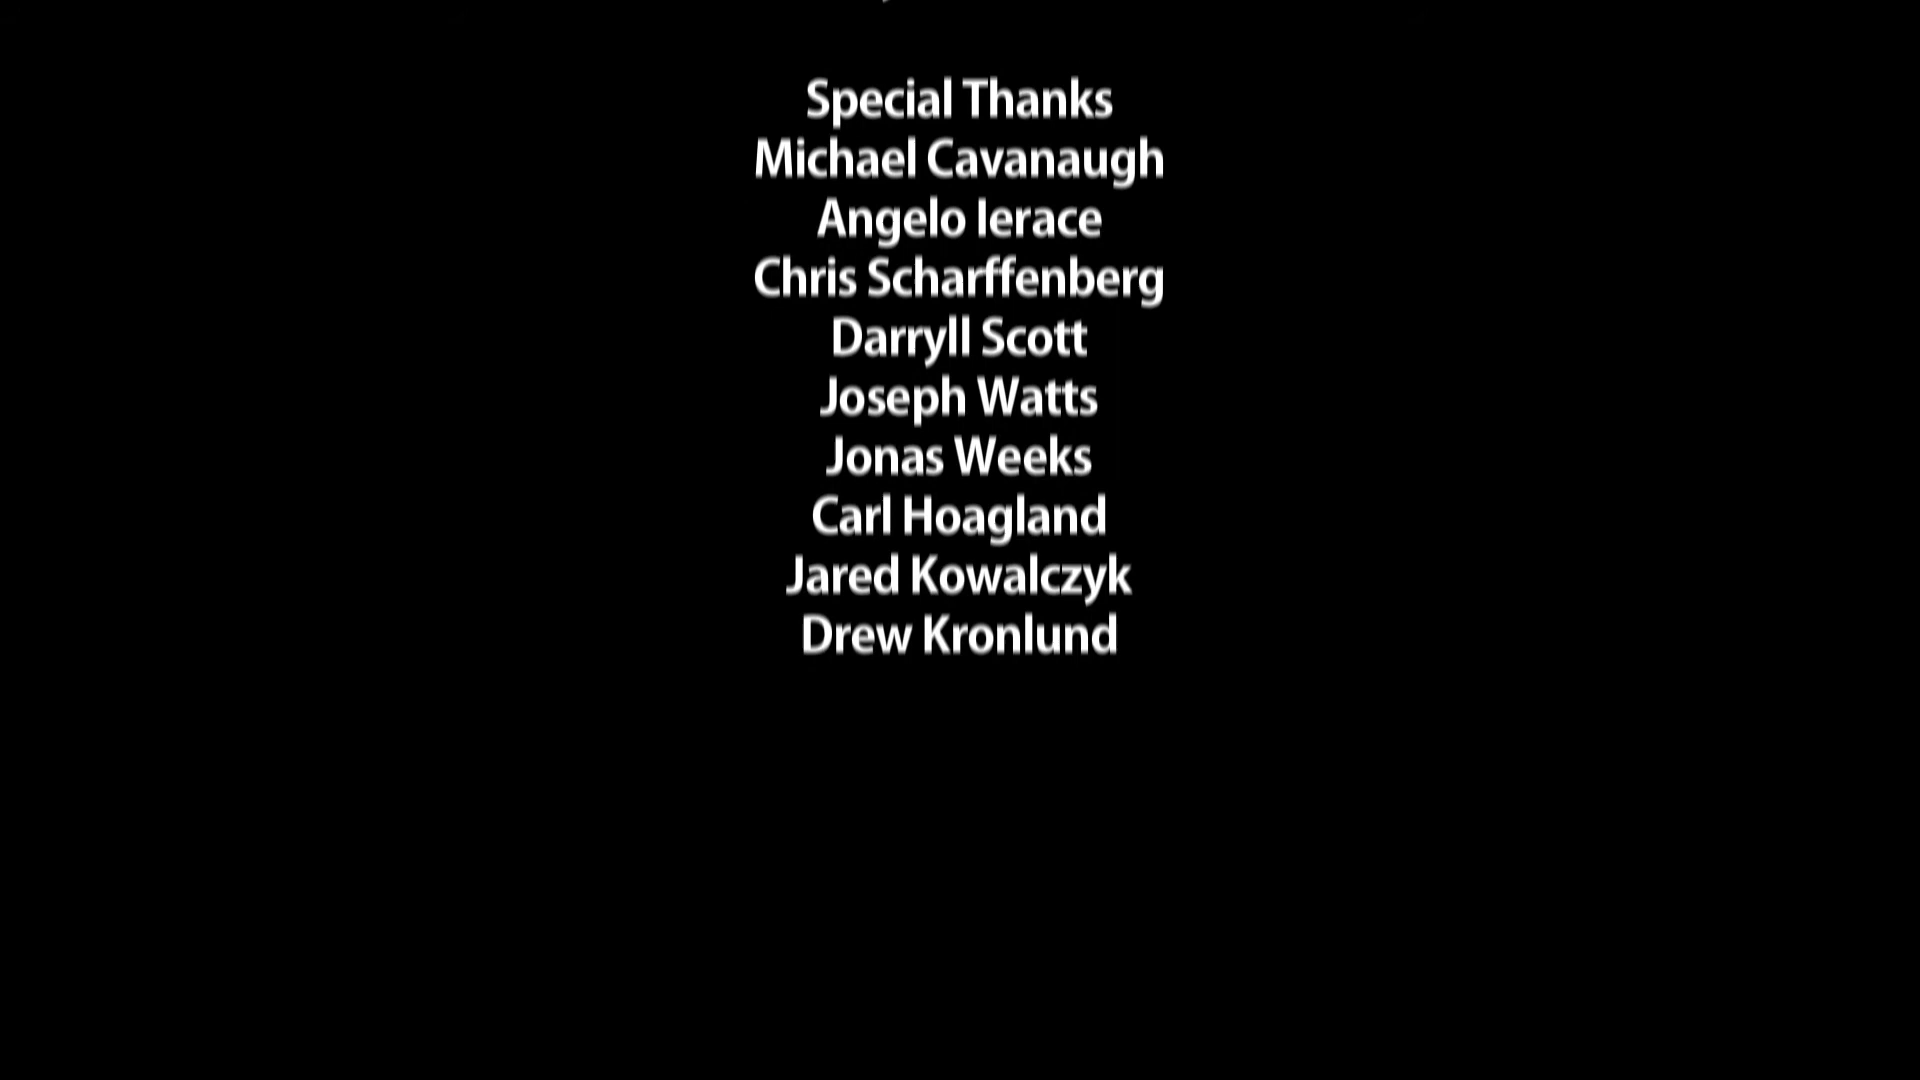 Special Thanks
Michael Cavanaugh
Angelo Ierace
Chris Scharffenberg
Darryll Scott
Joseph Watts
Jonas Weeks
Carl Hoagland
Jared Kowalczyk
Drew Kronlund